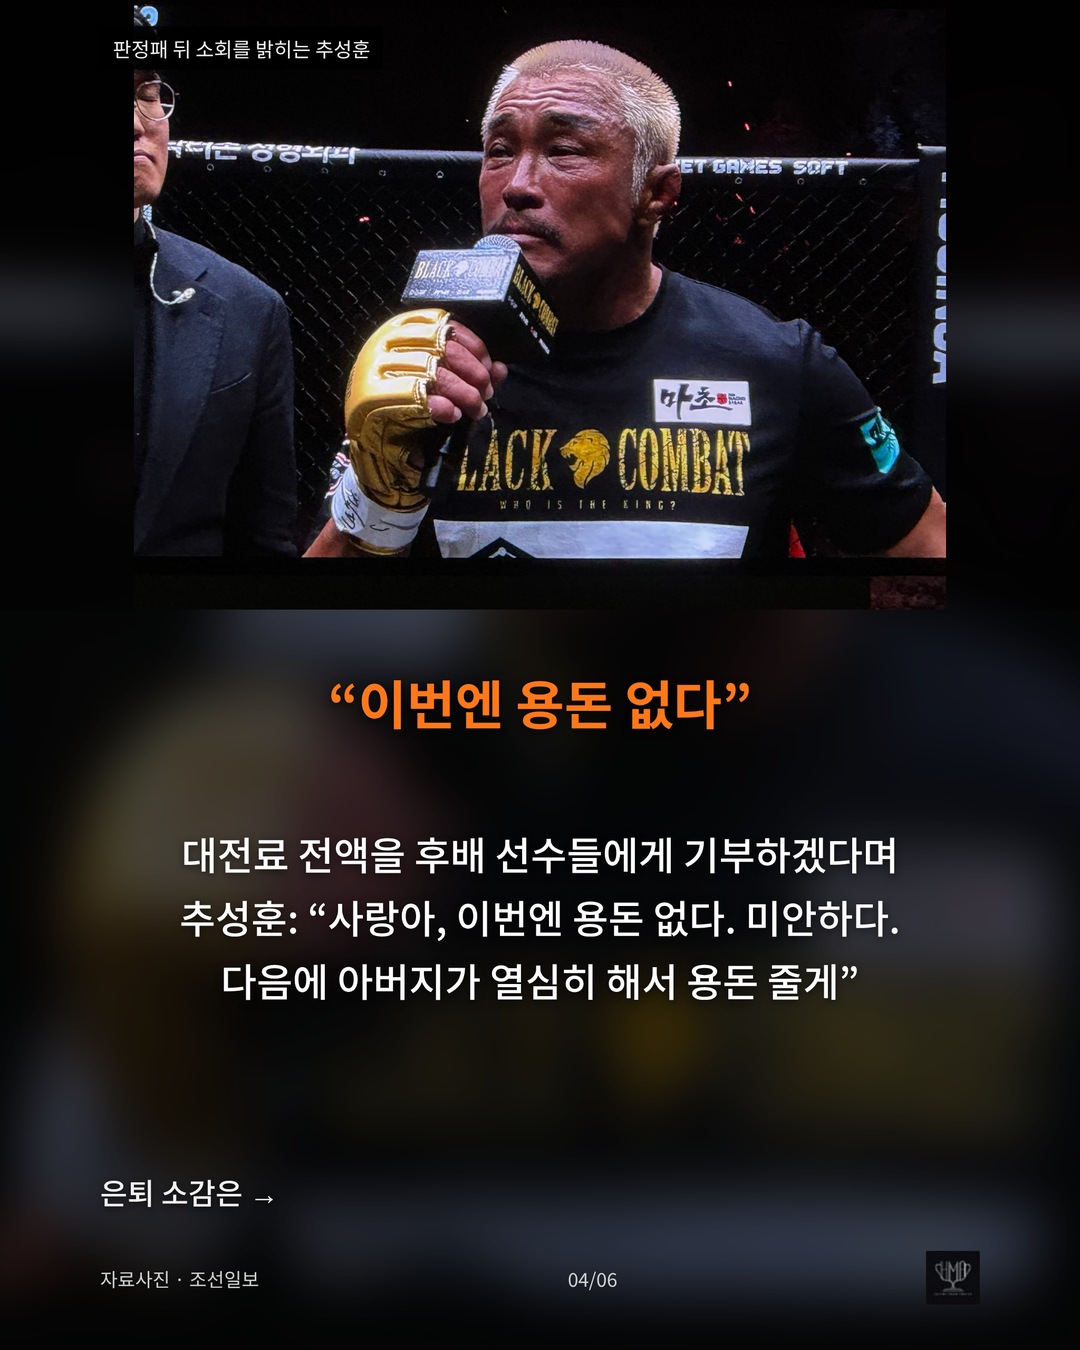 판정패 뒤 소회를 밝히는 추성훈
GAMES SOFT
BLACK COMBAT
BLACK COMBAT
마초
LACK COMBAT
WHO IS THE KING?
“이번엔 용돈 없다”
대전료 전액을 후배 선수들에게 기부하겠다며
추성훈: “사랑아, 이번엔 용돈 없다. 미안하다.
다음에 아버지가 열심히 해서 용돈 줄게”
은퇴 소감은 →
자료사진 · 조선일보
04/06